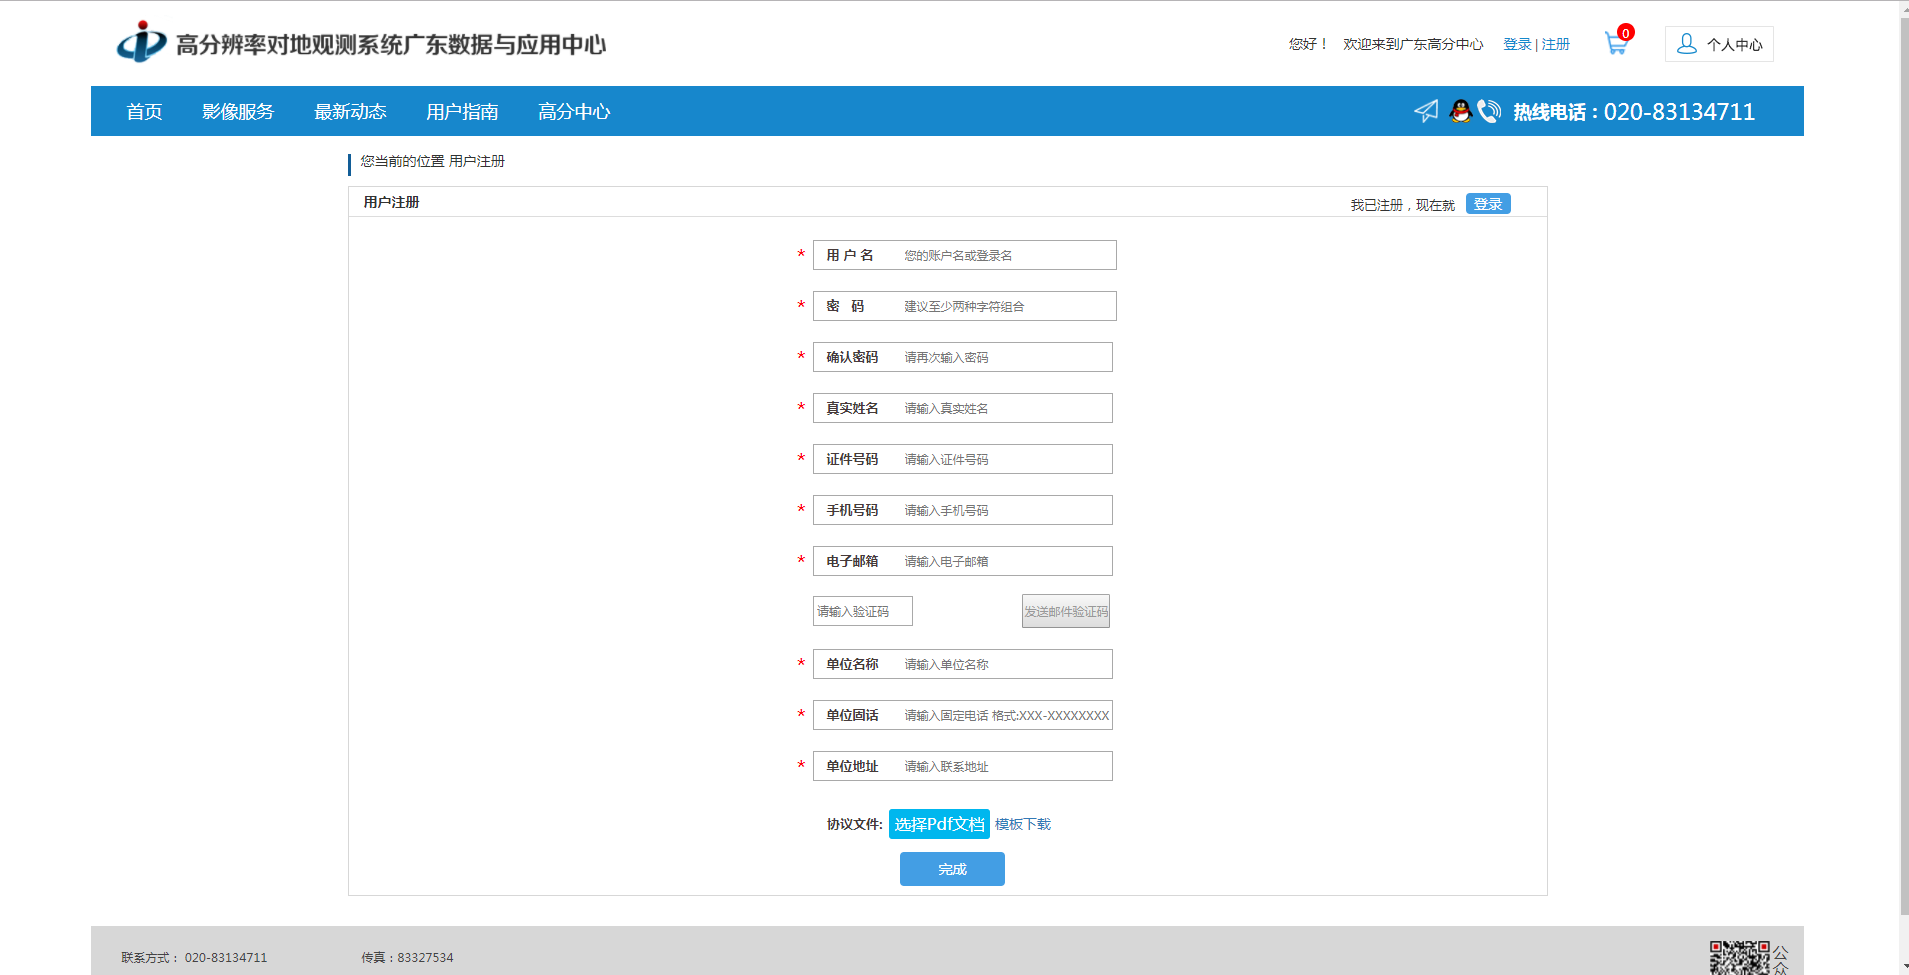 高分辨率对地观测系统广东数据与应用中心
您好！ 欢迎来到广东高分中心 登录 | 注册 0 个人中心
首页 影像服务 最新动态 用户指南 高分中心 热线电话：020-83134711
您当前的位置 用户注册
用户注册 我已注册，现在就 登录
* 用 户 名 您的账户名或登录名
* 密 码 建议至少两种字符组合
* 确认密码 请再次输入密码
* 真实姓名 请输入真实姓名
* 证件号码 请输入证件号码
* 手机号码 请输入手机号码
* 电子邮箱 请输入电子邮箱
请输入验证码 发送邮件验证码
* 单位名称 请输入单位名称
* 单位固话 请输入固定电话 格式:XXX-XXXXXXXX
* 单位地址 请输入联系地址
协议文件: 选择Pdf文档 模板下载
完成
联系方式： 020-83134711 传真：83327534 公众